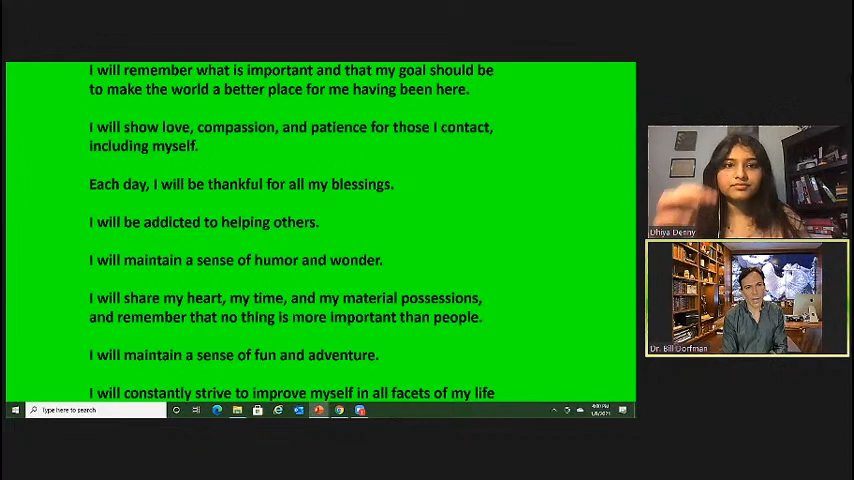 I will remember what is important and that my goal should be
to make the world a better place for me having been here.
I will show love, compassion, and patience for those I contact,
including myself.
Each day, I will be thankful for all my blessings.
I will be addicted to helping others.
I will maintain a sense of humor and wonder.
I will share my heart, my time, and my material possessions,
and remember that no thing is more important than people.
I will maintain a sense of fun and adventure.
I will constantly strive to improve myself in all facets of my life
Dhiya Denny
Dr. Bill Dorfman
Type here to search
4:00 PM